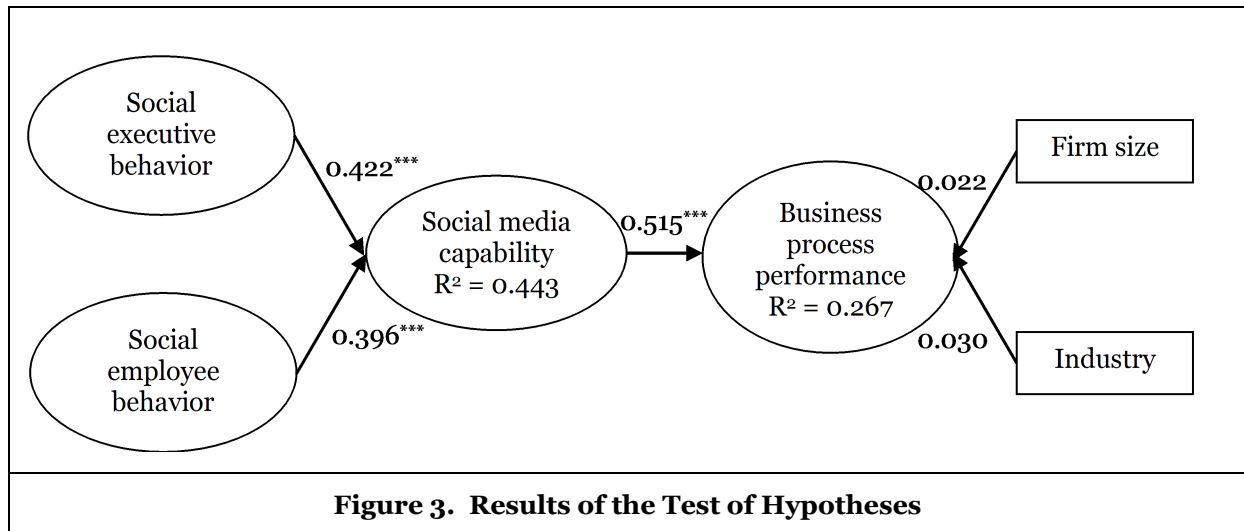 Social
executive
behavior
0.422***
Social employee
behavior
0.396***
Social media
capability
R² = 0.443
0.515***
Business
process
performance
R² = 0.267
0.022
Firm size
0.030
Industry
Figure 3. Results of the Test of Hypotheses